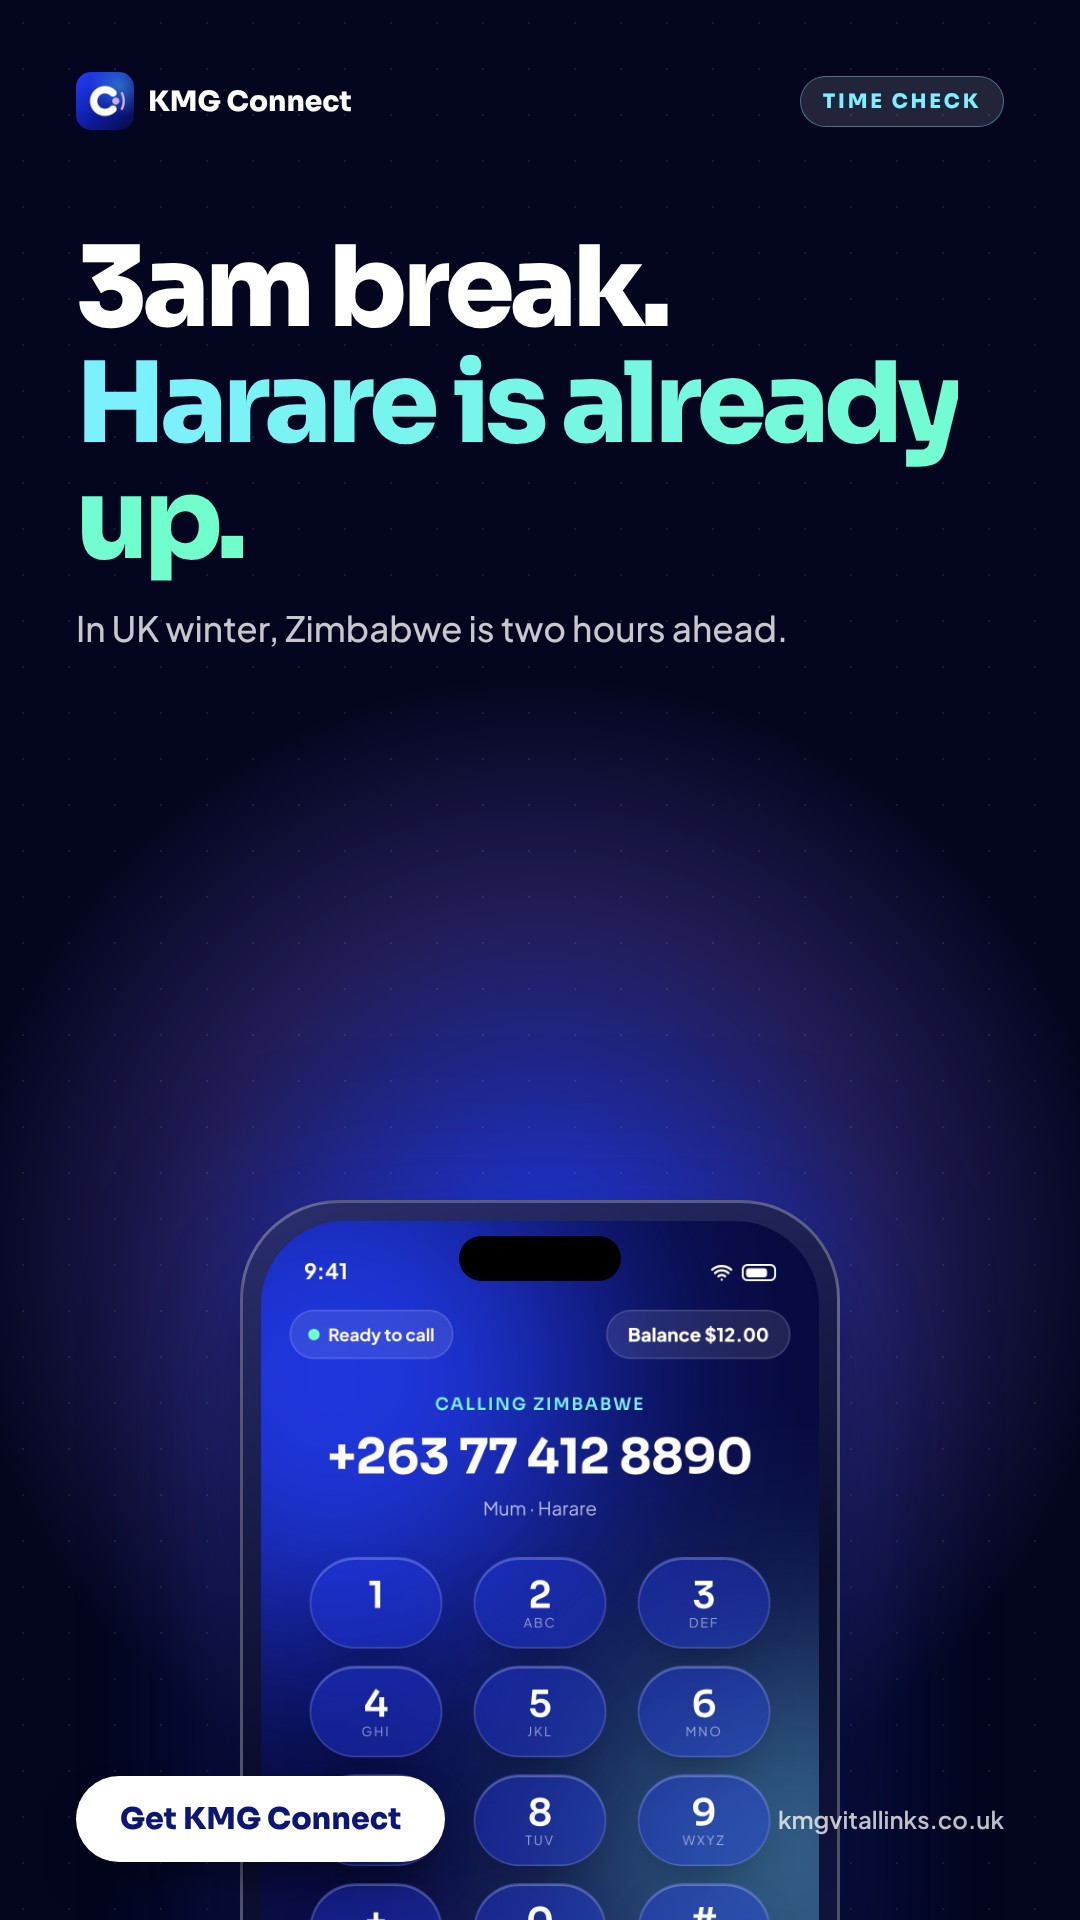 KMG Connect
TIME CHECK
3am break.
Harare is already
up.
In UK winter, Zimbabwe is two hours ahead.
9:41
Ready to call
Balance $12.00
CALLING ZIMBABWE
+263 77 412 8890
Mum · Harare
1 2 3
ABC DEF
4 5 6
GHI JKL MNO
8 9
TUV WXYZ
Get KMG Connect
kmgvitallinks.co.uk
+ 0 #